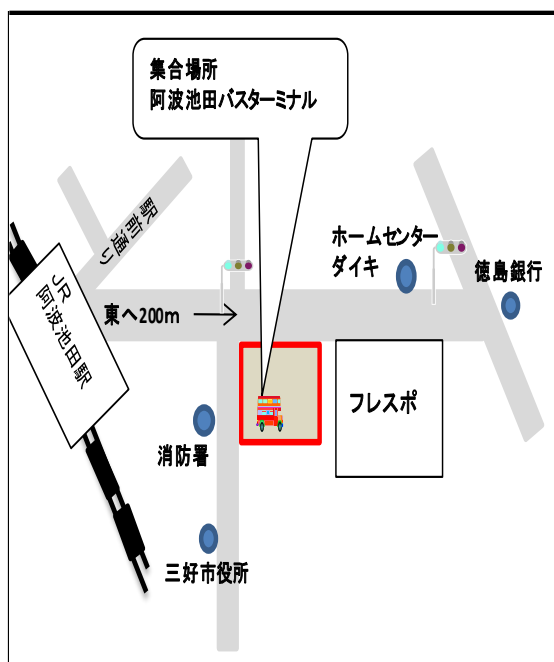 集合場所
阿波池田バスターミナル
駅前通り
ホームセンター
ダイキ
徳島銀行
JR
阿波池田駅
東へ200m
フレスポ
消防署
三好市役所